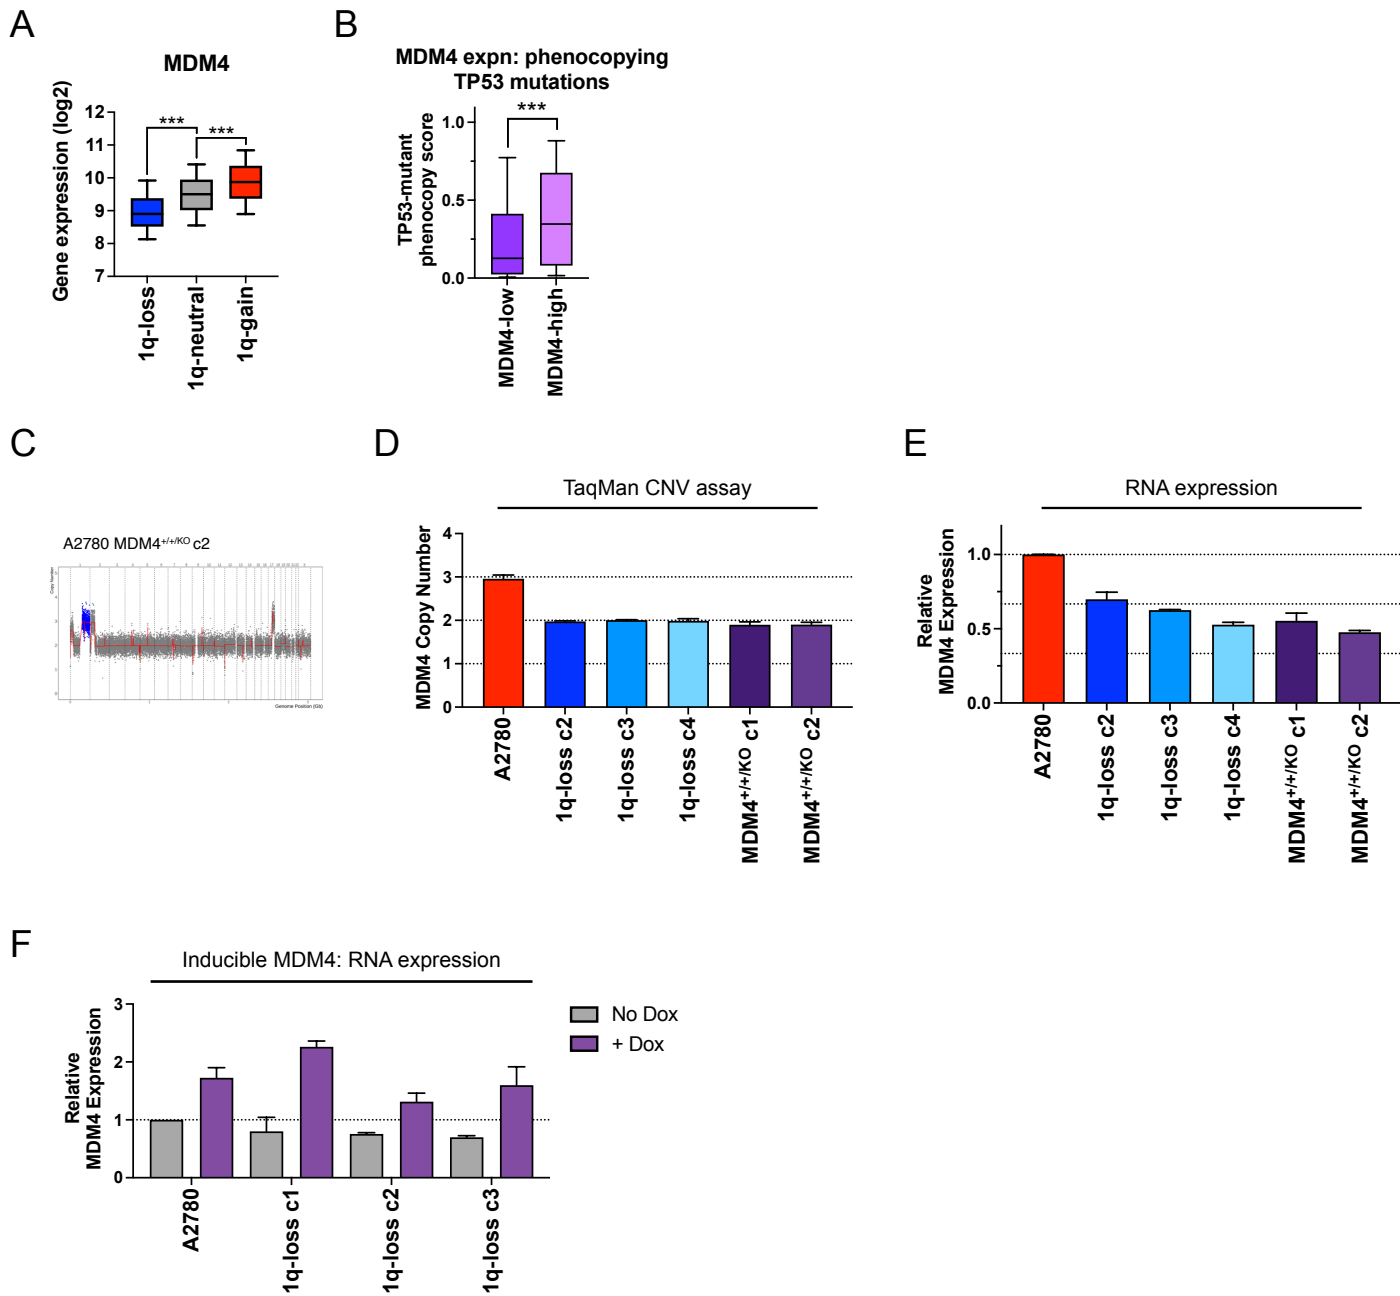 A
MDM4
Gene expression (log2)
12
11
10
9
8
7
***
***
1q-loss
1q-neutral
1q-gain
B
MDM4 expn: phenocopying
TP53 mutations
TP53-mutant
phenocopy score
1.0
0.5
0.0
***
MDM4-low
MDM4-high
C
A2780 MDM4+/+/KO c2
Copy Number
Genome Position (Gb)
D
TaqMan CNV assay
MDM4 Copy Number
4
3
2
1
0
A2780
1q-loss c2
1q-loss c3
1q-loss c4
MDM4+/+/KO c1
MDM4+/+/KO c2
E
RNA expression
Relative
MDM4 Expression
1.0
0.5
0.0
A2780
1q-loss c2
1q-loss c3
1q-loss c4
MDM4+/+/KO c1
MDM4+/+/KO c2
F
Inducible MDM4: RNA expression
Relative
MDM4 Expression
3
2
1
0
A2780
1q-loss c1
1q-loss c2
1q-loss c3
No Dox
+ Dox